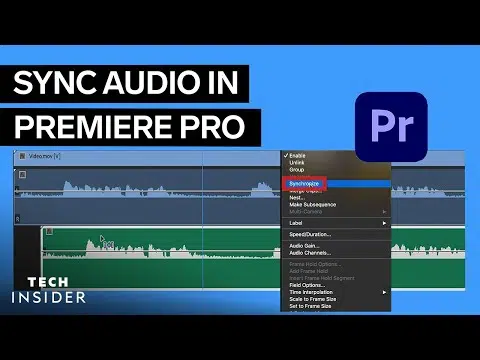 SYNC AUDIO IN
PREMIERE PRO
Pr
Video.mov [V]
Enable
Unlink
Group
Synchronize
Merge Clips...
Nest...
Make Subsequence
Multi-Camera
Label
Speed/Duration...
Audio Gain...
Audio Channels...
Frame Hold Options...
Add Frame Hold
Insert Frame Hold Segment
Field Options...
Time Interpolation
Scale to Frame Size
Set to Frame Size
TECH
INSIDER